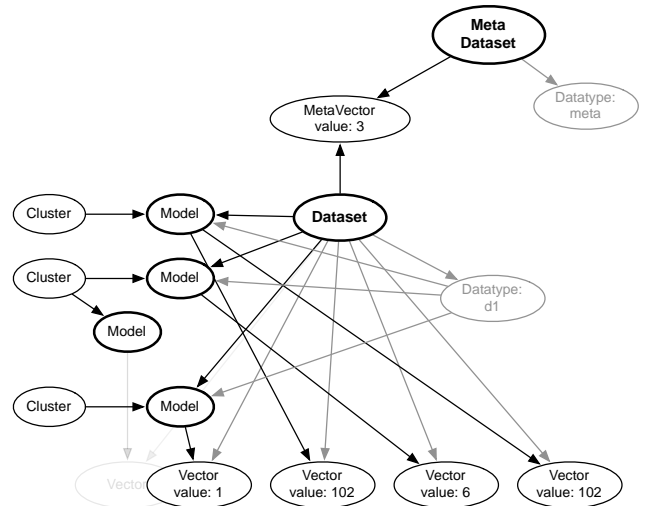 Meta
Dataset
Datatype:
meta
MetaVector
value: 3
Cluster
Model
Dataset
Cluster
Model
Datatype:
d1
Model
Cluster
Model
Vector
Vector
value: 1
Vector
value: 102
Vector
value: 6
Vector
value: 102